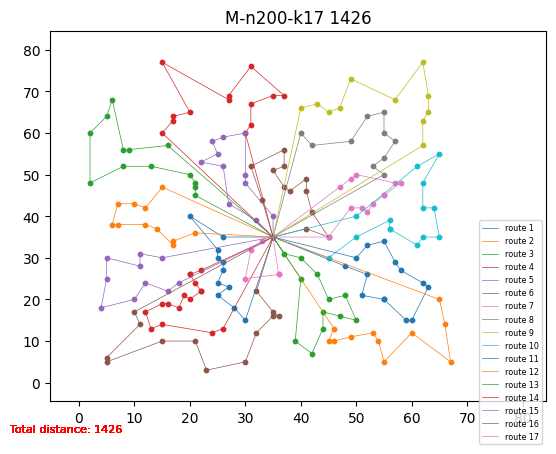 M-n200-k17 1426
80
70
60
50
40
30
20
10
0
0
10
20
30
40
50
60
70
80
route 1
route 2
route 3
route 4
route 5
route 6
route 7
route 8
route 9
route 10
route 11
route 12
route 13
route 14
route 15
route 16
route 17
Total distance: 1426